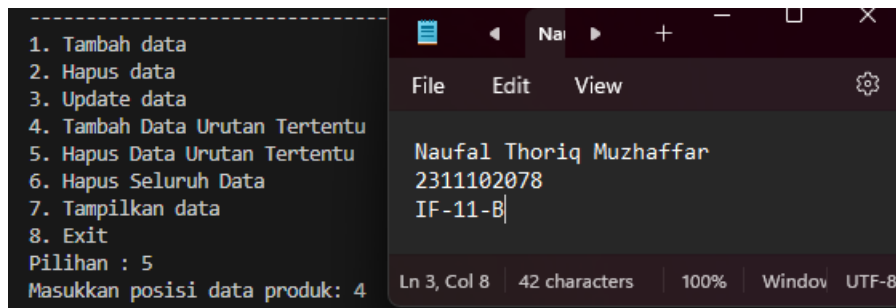 --------------------------------
1. Tambah data
2. Hapus data
3. Update data
4. Tambah Data Urutan Tertentu
5. Hapus Data Urutan Tertentu
6. Hapus Seluruh Data
7. Tampilkan data
8. Exit
Pilihan : 5
Masukkan posisi data produk: 4
Nau
File Edit View
Naufal Thoriq Muzhaffar
2311102078
IF-11-B
Ln 3, Col 8 42 characters 100% Window UTF-8